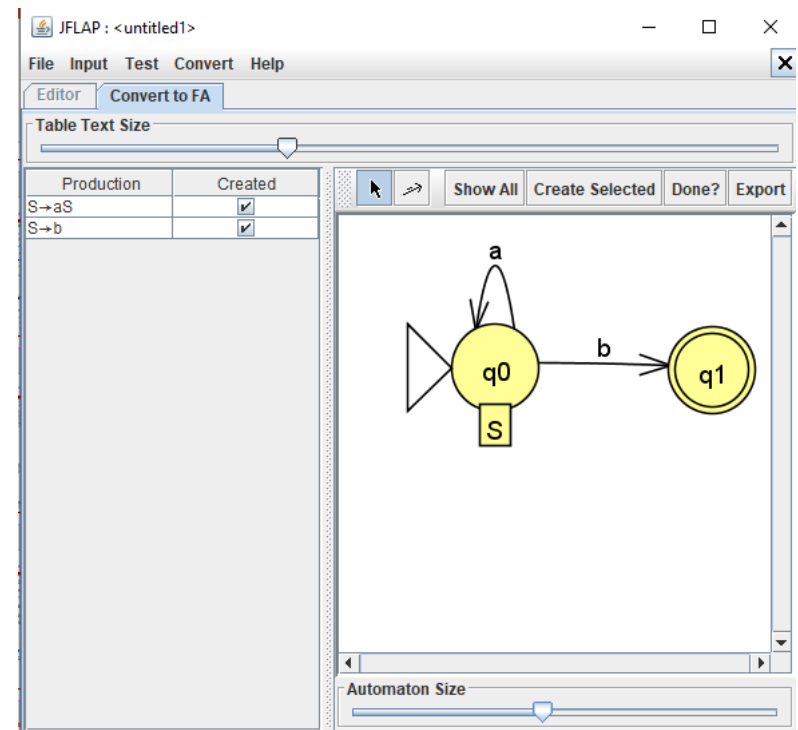 JFLAP : <untitled1>
File Input Test Convert Help
Editor Convert to FA
Table Text Size
Production Created
S→aS
S→b
Show All Create Selected Done? Export
a
b
q0
q1
S
Automaton Size